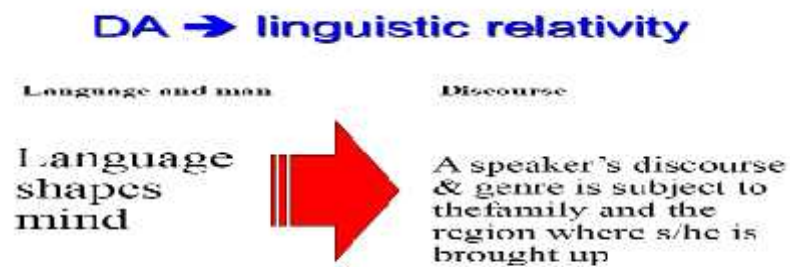 DA → linguistic relativity
Language and man
Discourse
Language
shapes
mind
A speaker's discourse
& genre is subject to
thefamily and the
region where s/he is
brought up